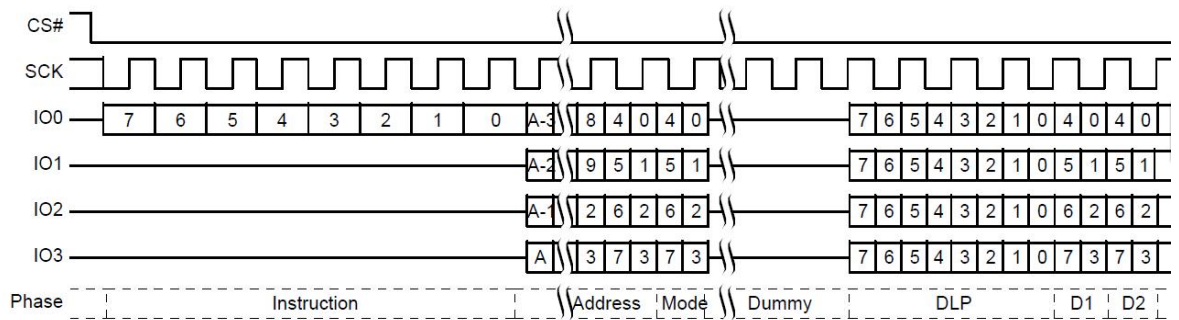 CS#
SCK
IO0 7 6 5 4 3 2 1 0 A-3 8 4 0 4 0 7 6 5 4 3 2 1 0 4 0 4 0
IO1 A-2 9 5 1 5 1 7 6 5 4 3 2 1 0 5 1 5 1
IO2 A-1 2 6 2 6 2 7 6 5 4 3 2 1 0 6 2 6 2
IO3 A 3 7 3 7 3 7 6 5 4 3 2 1 0 7 3 7 3
Phase Instruction Address Mode Dummy DLP D1 D2